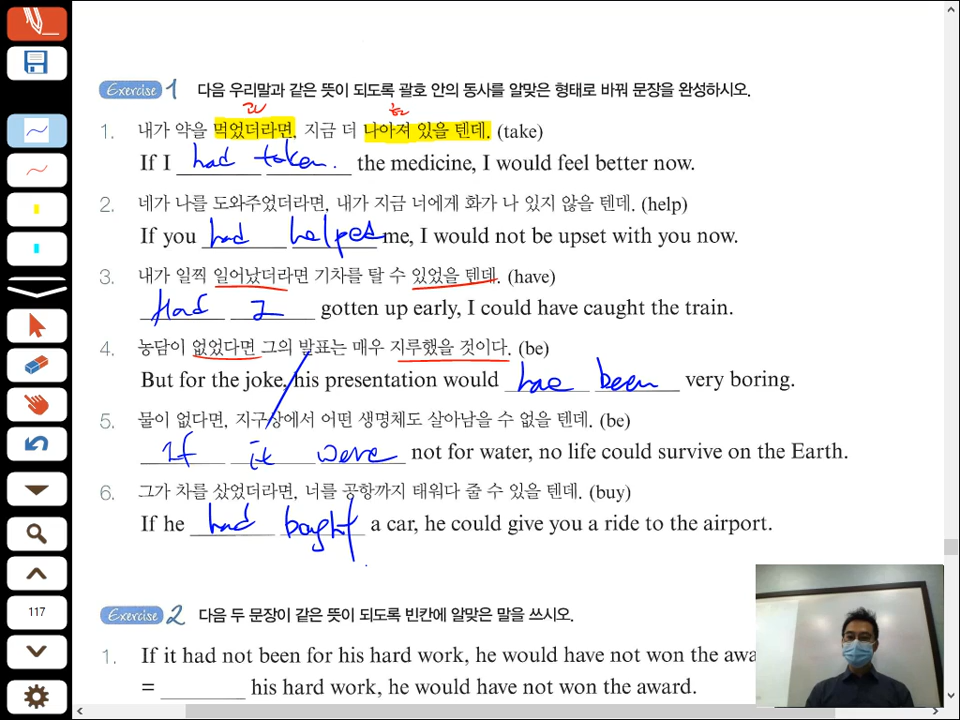 Exercise 1 다음 우리말과 같은 뜻이 되도록 괄호 안의 동사를 알맞은 형태로 바꿔 문장을 완성하시오.
과 현
1. 내가 약을 먹었더라면, 지금 더 나아져 있을 텐데. (take)
If I had taken. the medicine, I would feel better now.
2. 네가 나를 도와주었더라면, 내가 지금 너에게 화가 나 있지 않을 텐데. (help)
If you had helped me, I would not be upset with you now.
3. 내가 일찍 일어났더라면 기차를 탈 수 있었을 텐데. (have)
Had I gotten up early, I could have caught the train.
4. 농담이 없었다면 그의 발표는 매우 지루했을 것이다. (be)
But for the joke, his presentation would hae been very boring.
5. 물이 없다면, 지구상에서 어떤 생명체도 살아남을 수 없을 텐데. (be)
If it were not for water, no life could survive on the Earth.
6. 그가 차를 샀었더라면, 너를 공항까지 태워다 줄 수 있을 텐데. (buy)
If he had bought a car, he could give you a ride to the airport.
117
Exercise 2 다음 두 문장이 같은 뜻이 되도록 빈칸에 알맞은 말을 쓰시오.
1. If it had not been for his hard work, he would have not won the awa
= his hard work, he would have not won the award.